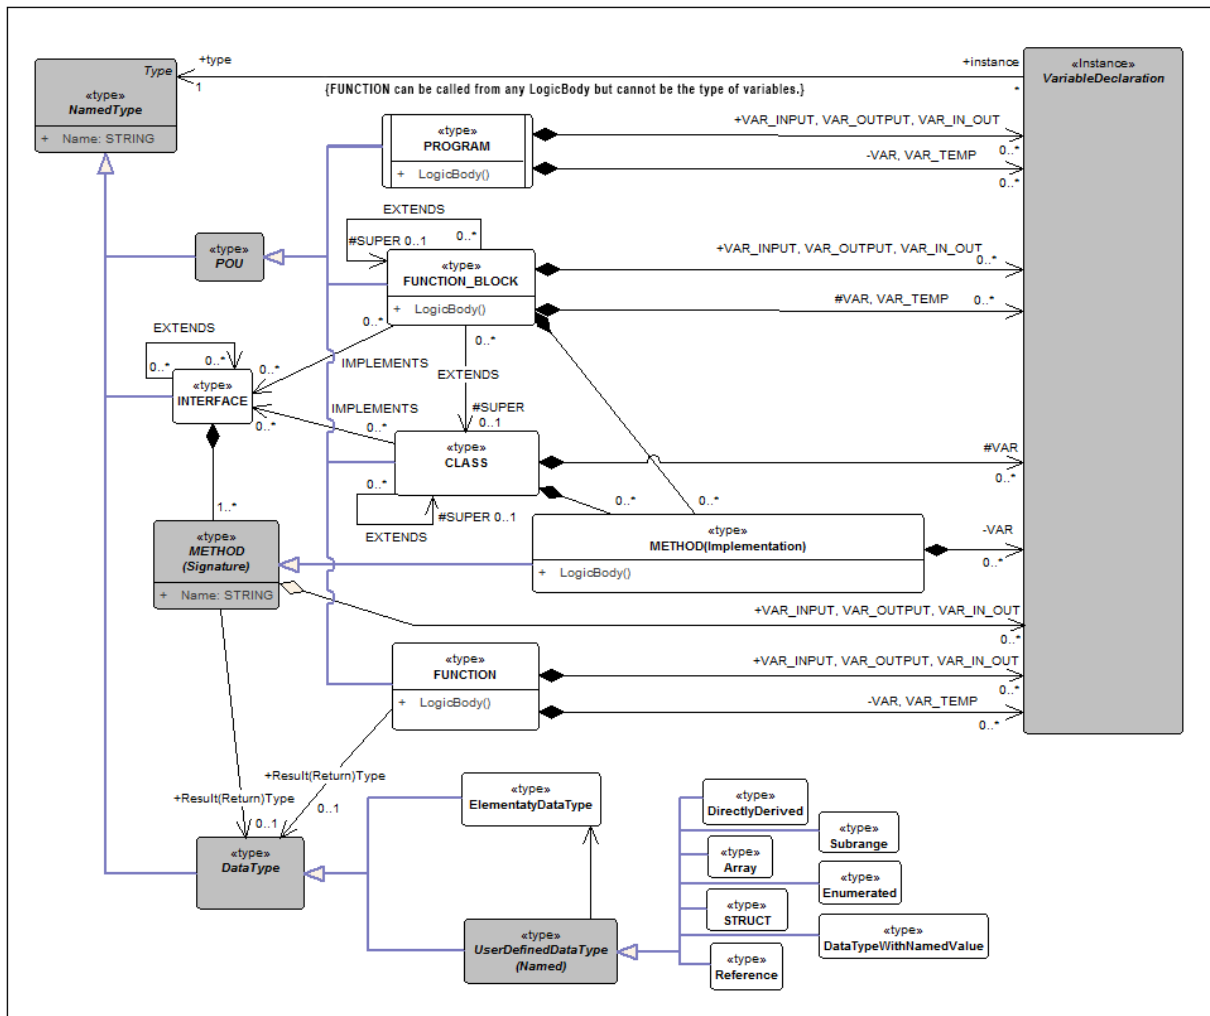 +type
+instance
Type
«type»
NamedType
+ Name: STRING
1
*
{FUNCTION can be called from any LogicBody but cannot be the type of variables.}
«Instance»
VariableDeclaration
«type»
PROGRAM
+ LogicBody()
+VAR_INPUT, VAR_OUTPUT, VAR_IN_OUT
0..*
-VAR, VAR_TEMP
0..*
EXTENDS
#SUPER 0..1
0..*
«type»
POU
«type»
FUNCTION_BLOCK
+ LogicBody()
+VAR_INPUT, VAR_OUTPUT, VAR_IN_OUT
0..*
#VAR, VAR_TEMP
0..*
EXTENDS
0..*
0..*
0..*
0..*
0..*
IMPLEMENTS
EXTENDS
«type»
INTERFACE
IMPLEMENTS
#SUPER
0..1
0..*
0..*
«type»
CLASS
#VAR
0..*
0..*
#SUPER 0..1
EXTENDS
0..*
0..*
1..*
«type»
METHOD
(Signature)
+ Name: STRING
«type»
METHOD(Implementation)
+ LogicBody()
-VAR
0..*
+VAR_INPUT, VAR_OUTPUT, VAR_IN_OUT
0..*
«type»
FUNCTION
+ LogicBody()
+VAR_INPUT, VAR_OUTPUT, VAR_IN_OUT
0..*
-VAR, VAR_TEMP
0..*
+Result(Return)Type
0..1
+Result(Return)Type
0..1
«type»
DataType
«type»
ElementatyDataType
«type»
UserDefinedDataType
(Named)
«type»
DirectlyDerived
«type»
Subrange
«type»
Array
«type»
Enumerated
«type»
STRUCT
«type»
DataTypeWithNamedValue
«type»
Reference